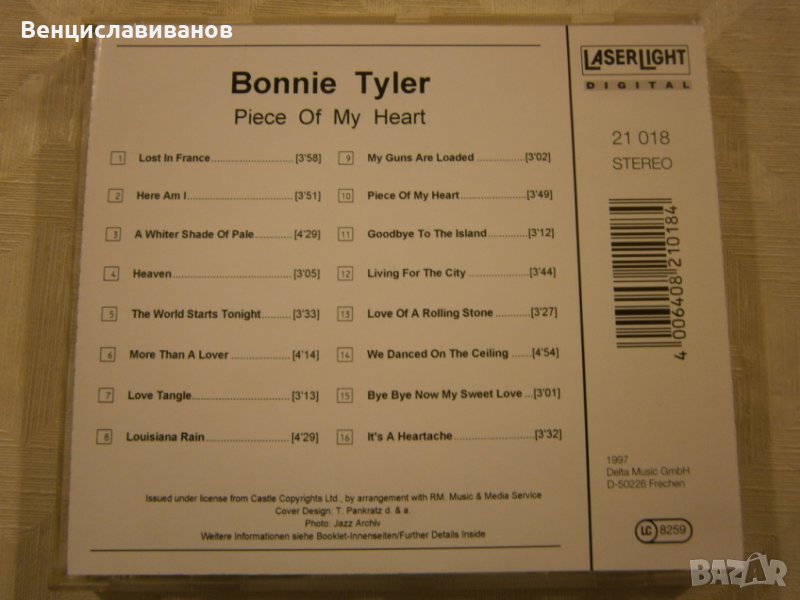 Венциславиванов
Bonnie Tyler
Piece Of My Heart
1 Lost In France [3'58]
2 Here Am I [3'51]
3 A Whiter Shade Of Pale [4'29]
4 Heaven [3'05]
5 The World Starts Tonight [3'33]
6 More Than A Lover [4'14]
7 Love Tangle [3'13]
8 Louisiana Rain [4'29]
9 My Guns Are Loaded [3'02]
10 Piece Of My Heart [3'49]
11 Goodbye To The Island [3'12]
12 Living For The City [3'44]
13 Love Of A Rolling Stone [3'27]
14 We Danced On The Ceiling [4'54]
15 Bye Bye Now My Sweet Love [3'01]
16 It's A Heartache [3'32]
Issued under license from Castle Copyrights Ltd., by arrangement with RM. Music & Media Service
Cover Design: T. Pankratz d. & a.
Photo: Jazz Archiv
Weitere Informationen siehe Booklet-Innenseiten/Further Details Inside
LASERLIGHT
DIGITAL
21 018
STEREO
4 006408 210184
1997
Delta Music GmbH
D-50226 Frechen
LC 8259
BAZAR